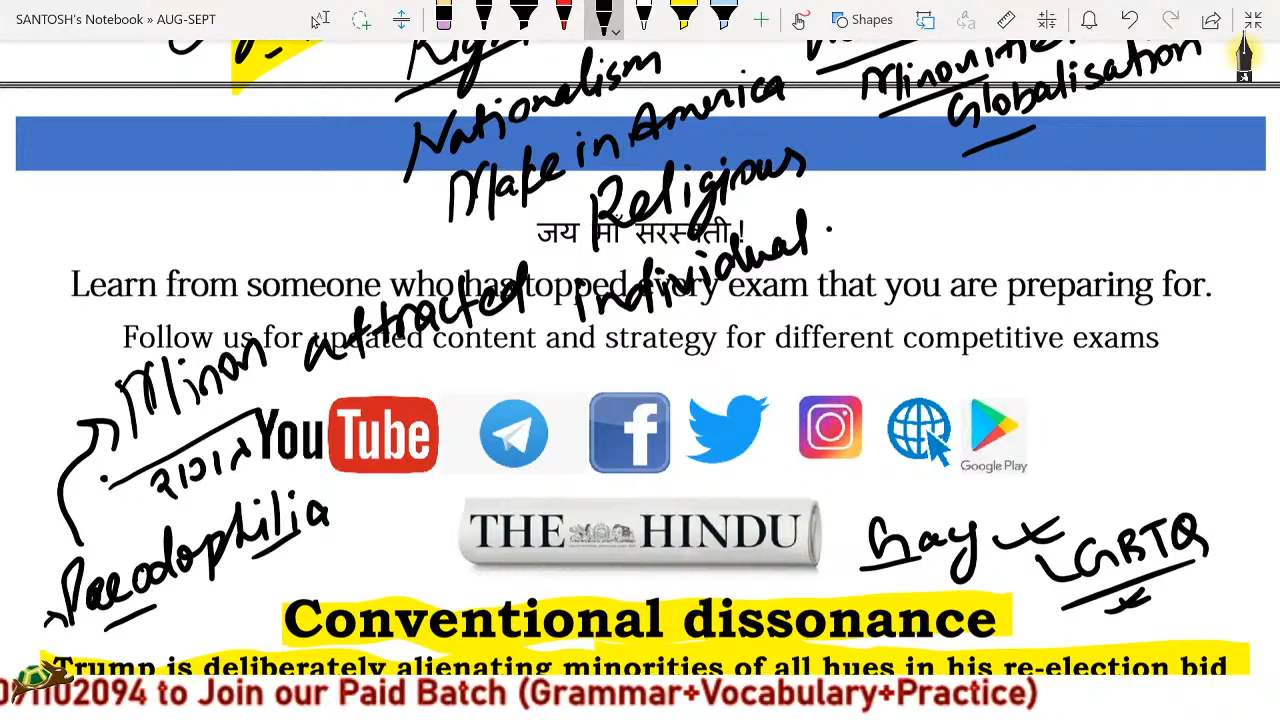 SANTOSH's Notebook » AUG-SEPT
Shapes
Nationalism
Make in America
Religious
Minorities
Globalisation
जय माँ सरस्वती !
Learn from someone who has topped every exam that you are preparing for.
Follow us for updated content and strategy for different competitive exams
Minor attracted individual.
Paeodophilia
YouTube
f
Google Play
THE HINDU
Gay
LGBTQ
Conventional dissonance
Trump is deliberately alienating minorities of all hues in his re-election bid
02094 to Join our Paid Batch (Grammar+Vocabulary+Practice)